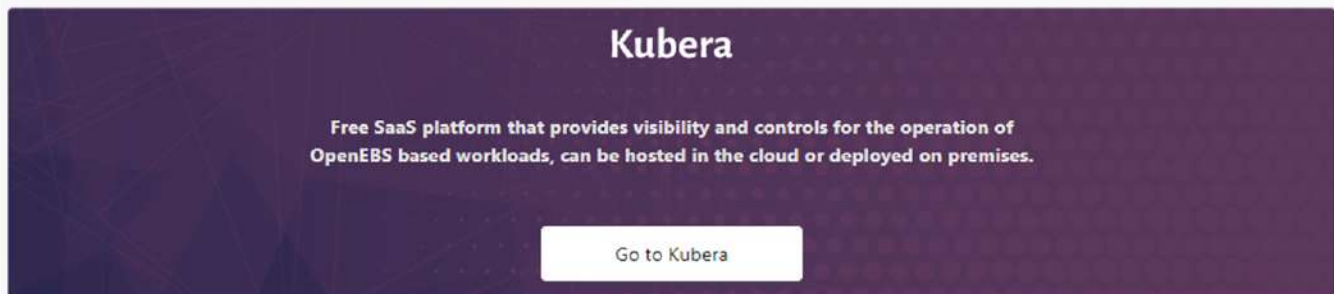 Kubera
Free SaaS platform that provides visibility and controls for the operation of
OpenEBS based workloads, can be hosted in the cloud or deployed on premises.
Go to Kubera